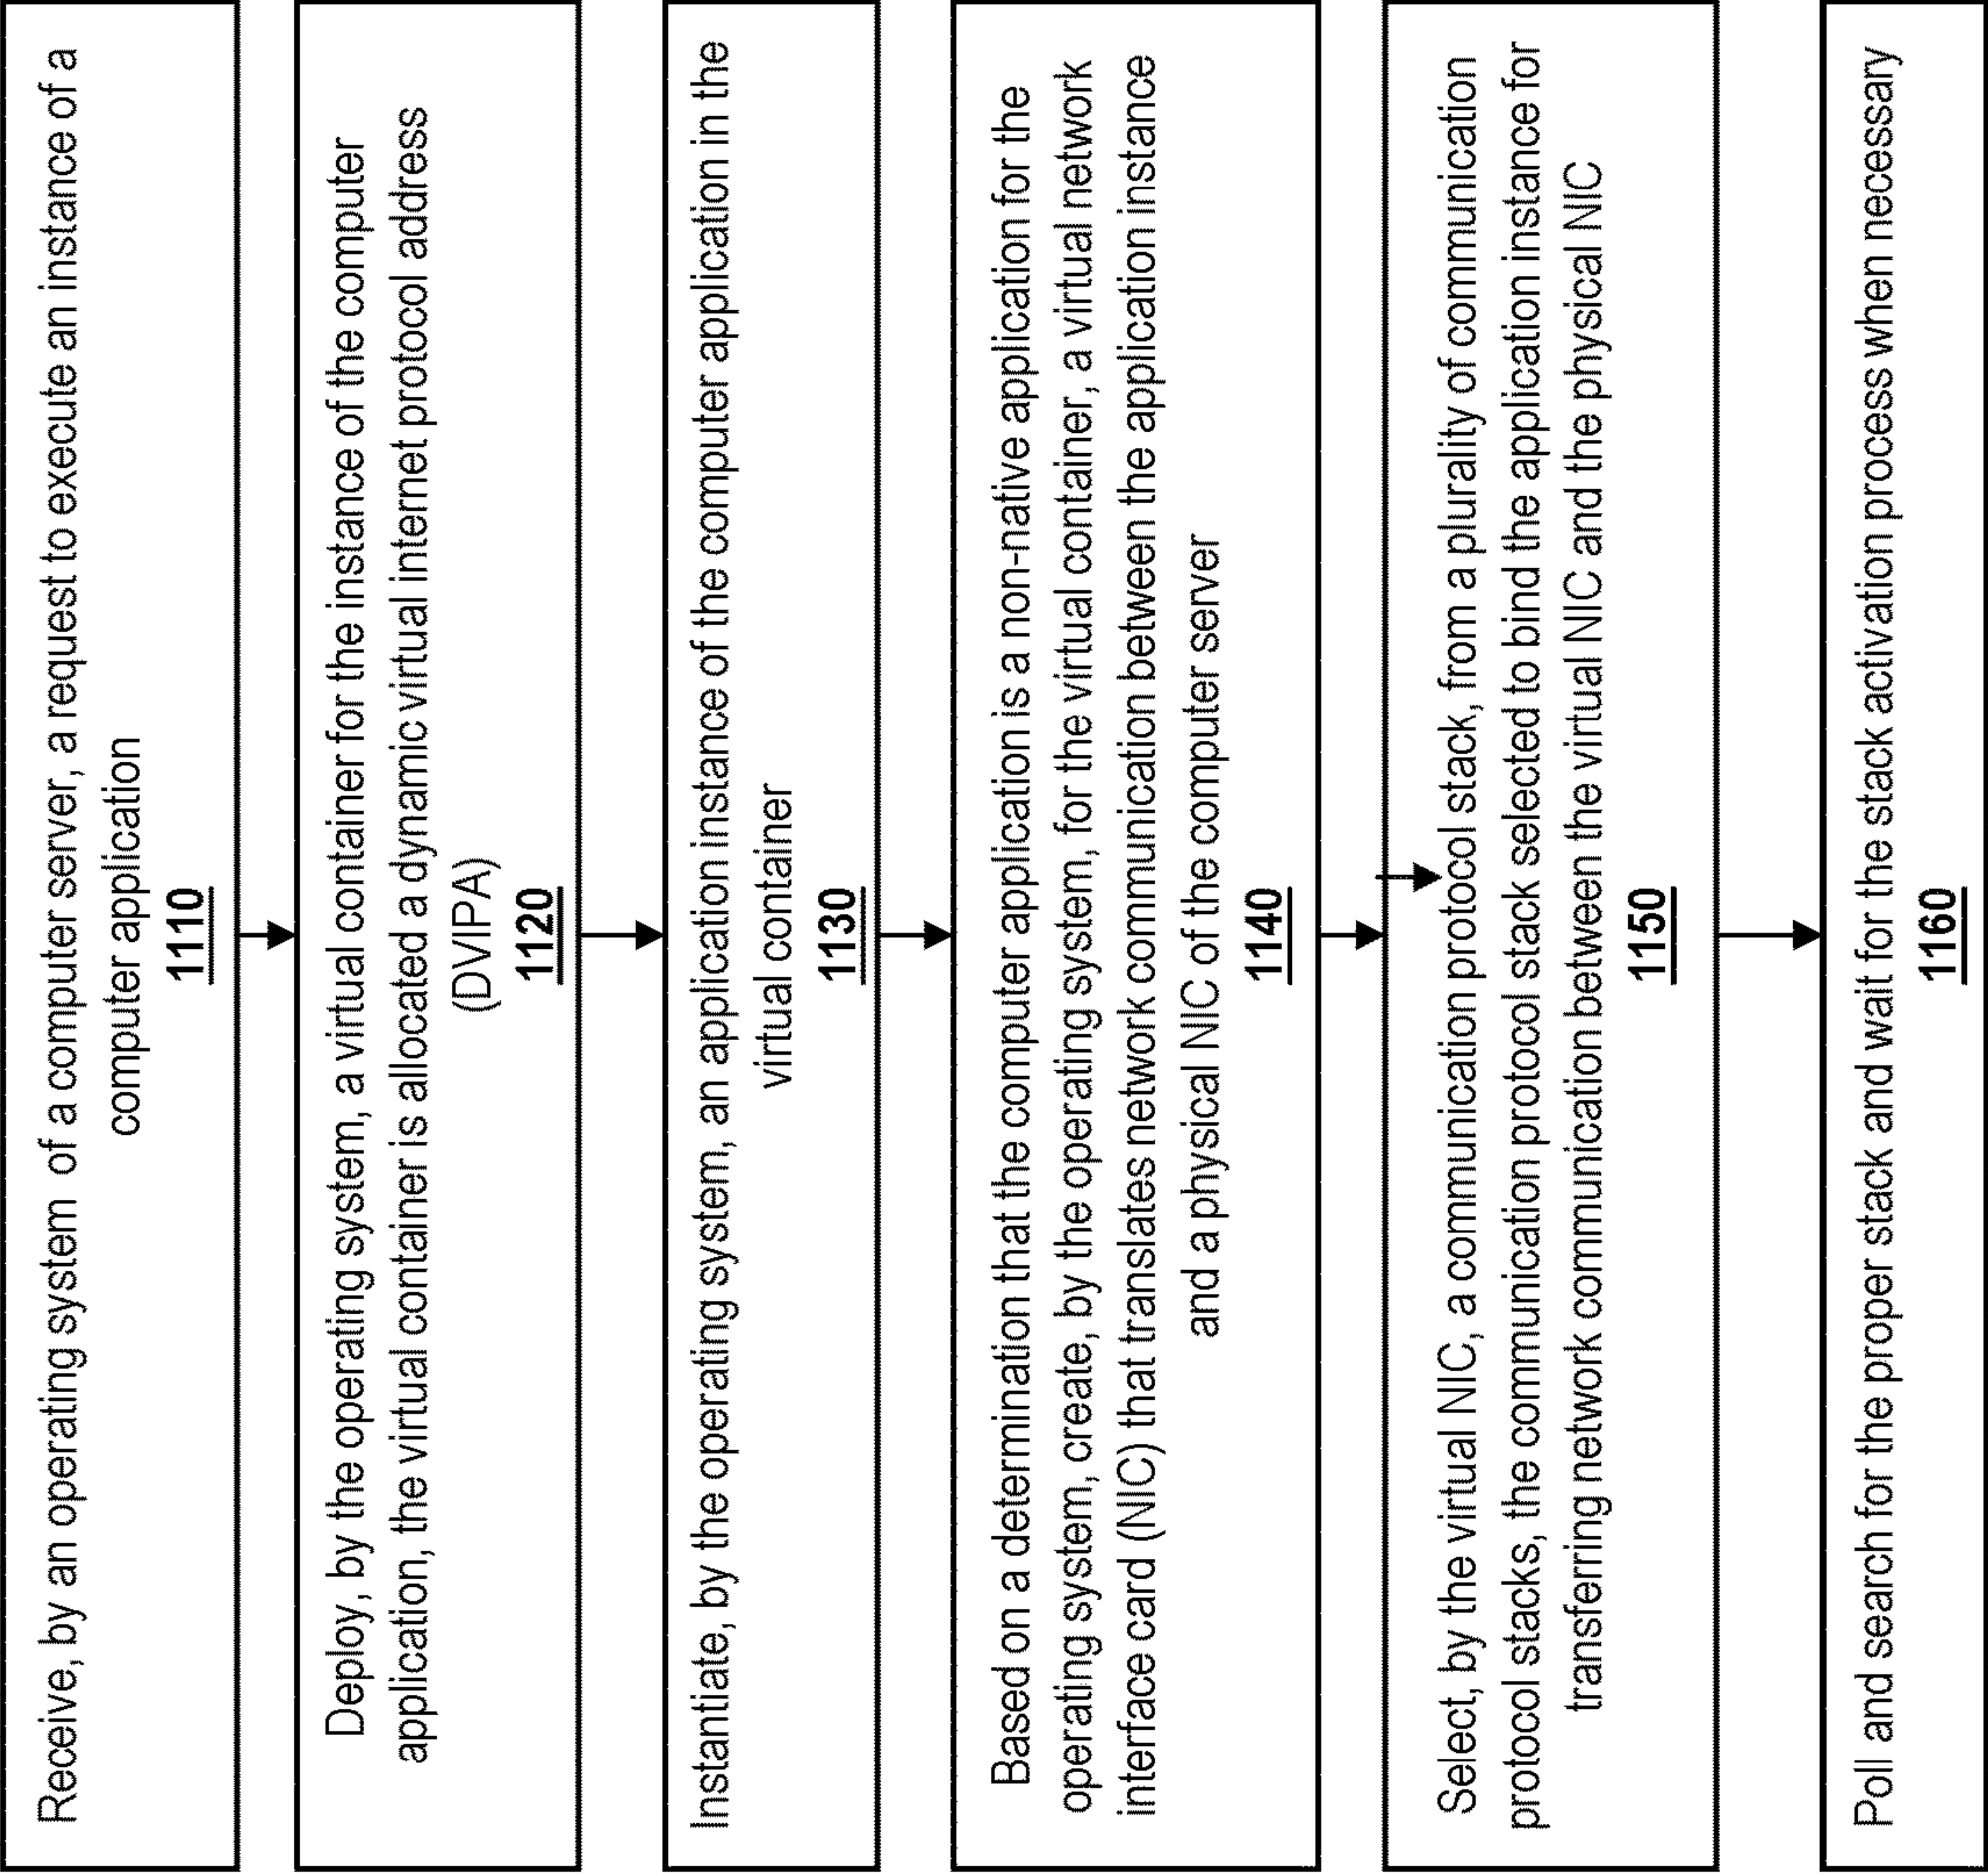 Receive, by an operating system of a computer server, a request to execute an instance of a
computer application
1110
Deploy, by the operating system, a virtual container for the instance of the computer
application, the virtual container is allocated a dynamic virtual internet protocol address
(DVIPA)
1120
Instantiate, by the operating system, an application instance of the computer application in the
virtual container
1130
Based on a determination that the computer application is a non-native application for the
operating system, create, by the operating system, for the virtual container, a virtual network
interface card (NIC) that translates network communication between the application instance
and a physical NIC of the computer server
1140
Select, by the virtual NIC, a communication protocol stack, from a plurality of communication
protocol stacks, the communication protocol stack selected to bind the application instance for
transferring network communication between the virtual NIC and the physical NIC
1150
Poll and search for the proper stack and wait for the stack activation process when necessary
1160